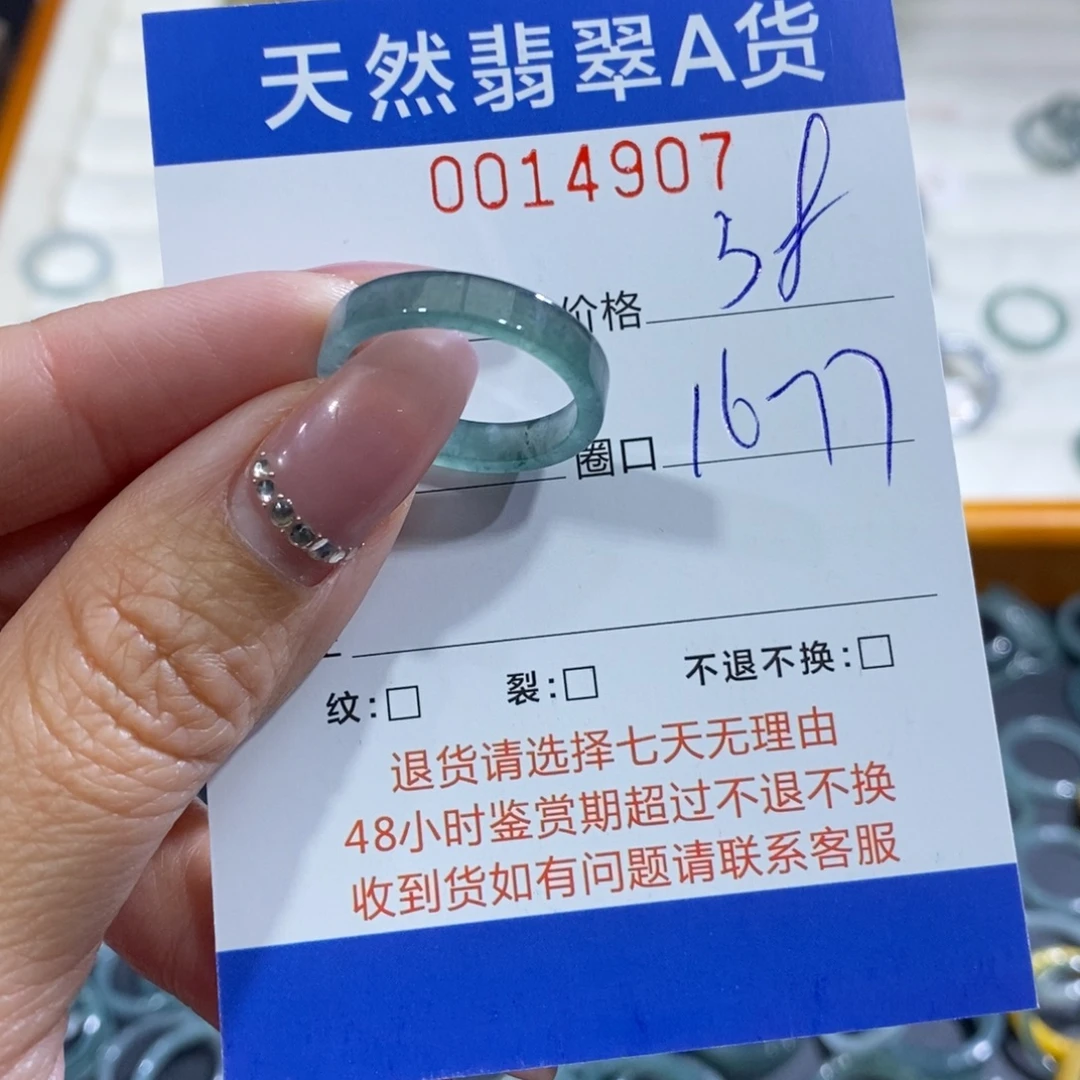 天然翡翠A货
0014907
价格 58
圈口 1677
纹:□ 裂:□ 不退不换:□
退货请选择七天无理由
48小时鉴赏期超过不退不换
收到货如有问题请联系客服